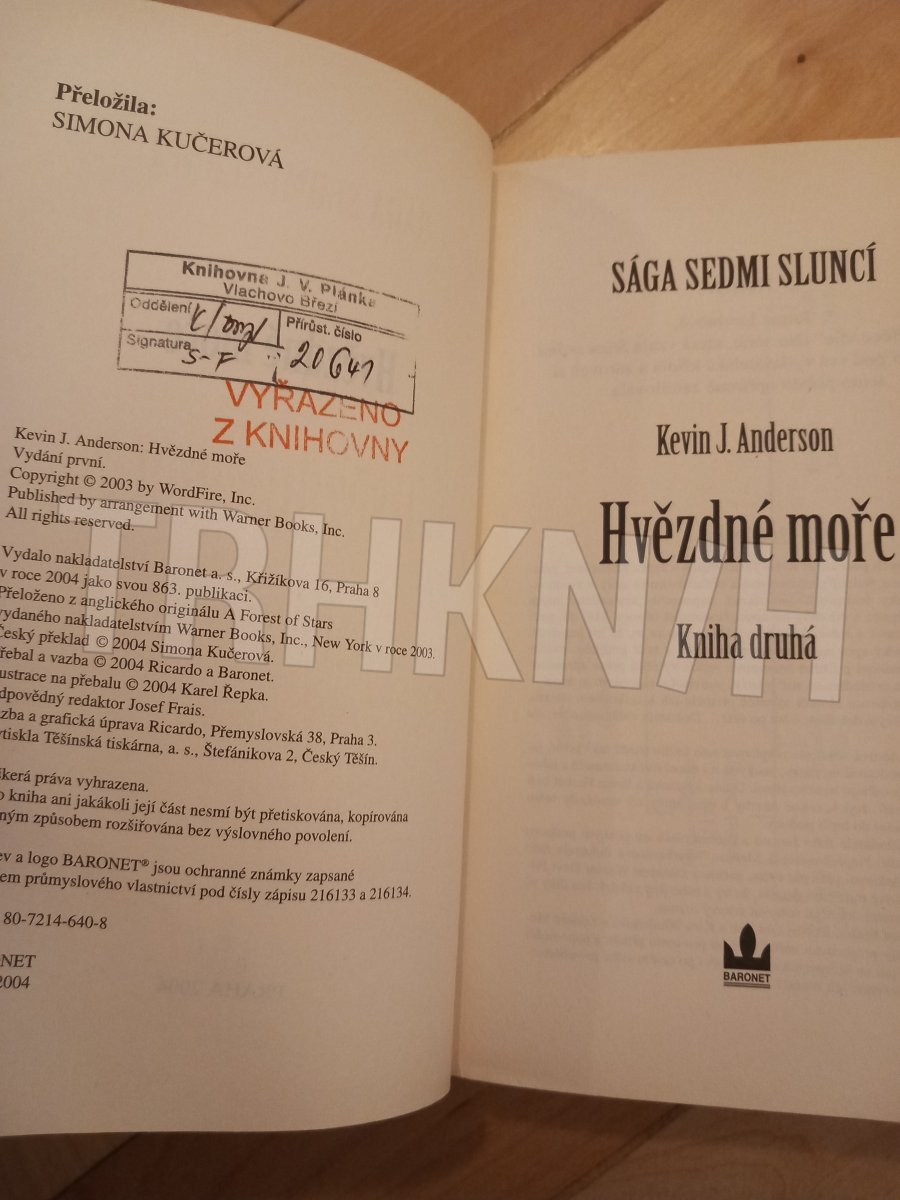 Přeložila:
SIMONA KUČEROVÁ
Knihovna J. V. Plánka
Vlachovo Březí
Oddělení
Přírůst. číslo
20641
Signatura
S-F
VYŘAZENO
Z KNIHOVNY
Kevin J. Anderson: Hvězdné moře
Vydání první.
Copyright © 2003 by WordFire, Inc.
Published by arrangement with Warner Books, Inc.
All rights reserved.
Vydalo nakladatelství Baronet a. s., Křižíkova 16, Praha 8
v roce 2004 jako svou 863. publikaci.
Přeloženo z anglického originálu A Forest of Stars
vydaného nakladatelstvím Warner Books, Inc., New York v roce 2003.
Český překlad © 2004 Simona Kučerová.
řebal a vazba © 2004 Ricardo a Baronet.
ustrace na přebalu © 2004 Karel Řepka.
dpovědný redaktor Josef Frais.
zba a grafická úprava Ricardo, Přemyslovská 38, Praha 3.
ytiskla Těšínská tiskárna, a. s., Štefánikova 2, Český Těšín.
kerá práva vyhrazena.
o kniha ani jakákoli její část nesmí být přetiskována, kopírována
ným způsobem rozšiřována bez výslovného povolení.
ev a logo BARONET® jsou ochranné známky zapsané
em průmyslového vlastnictví pod čísly zápisu 216133 a 216134.
80-7214-640-8
ONET
2004
SÁGA SEDMI SLUNCÍ
Kevin J. Anderson
Hvězdné moře
Kniha druhá
BARONET
TRHKNIH